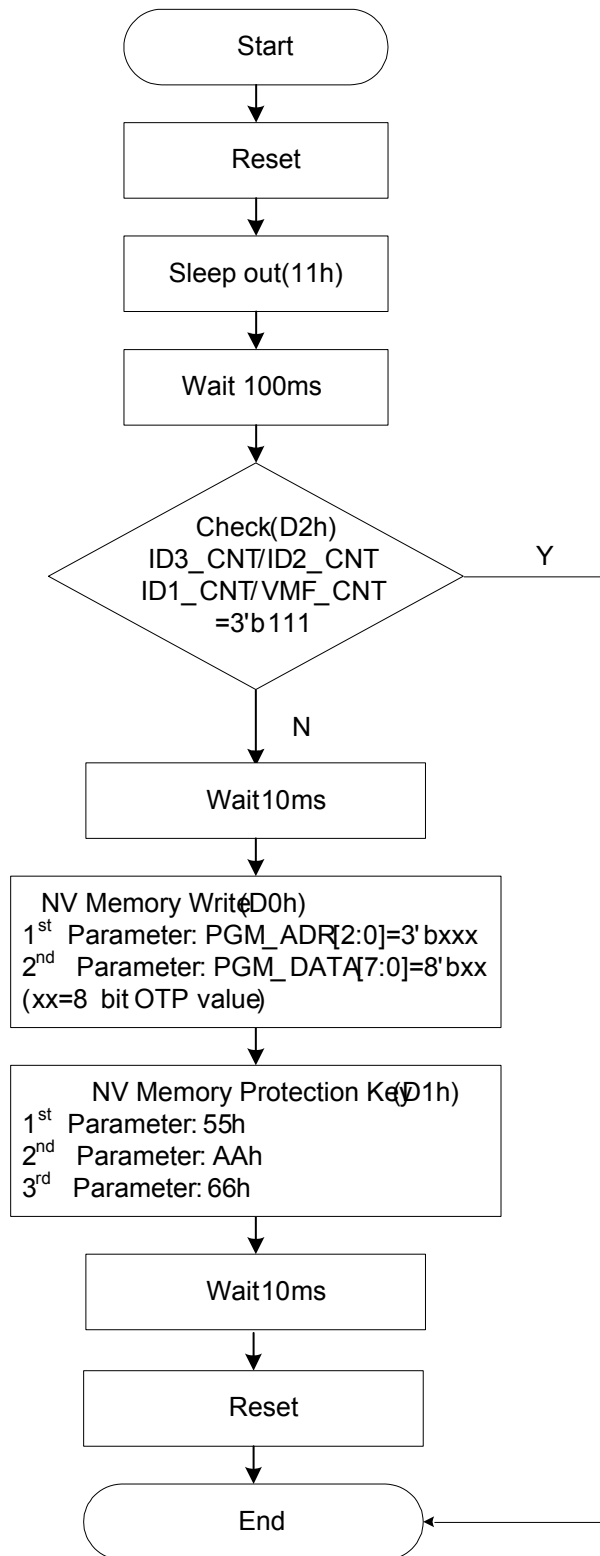 Start
Reset
Sleep out(11h)
Wait 100ms
Check(D2h)
ID3_CNT/ID2_CNT
ID1_CNT/VMF_CNT
=3'b111
Y
N
Wait10ms
NV Memory Write(D0h)
1st Parameter: PGM_ADR[2:0]=3'bxxx
2nd Parameter: PGM_DATA[7:0]=8'bxx
(xx=8 bit OTP value)
NV Memory Protection Key(D1h)
1st Parameter: 55h
2nd Parameter: AAh
3rd Parameter: 66h
Wait10ms
Reset
End